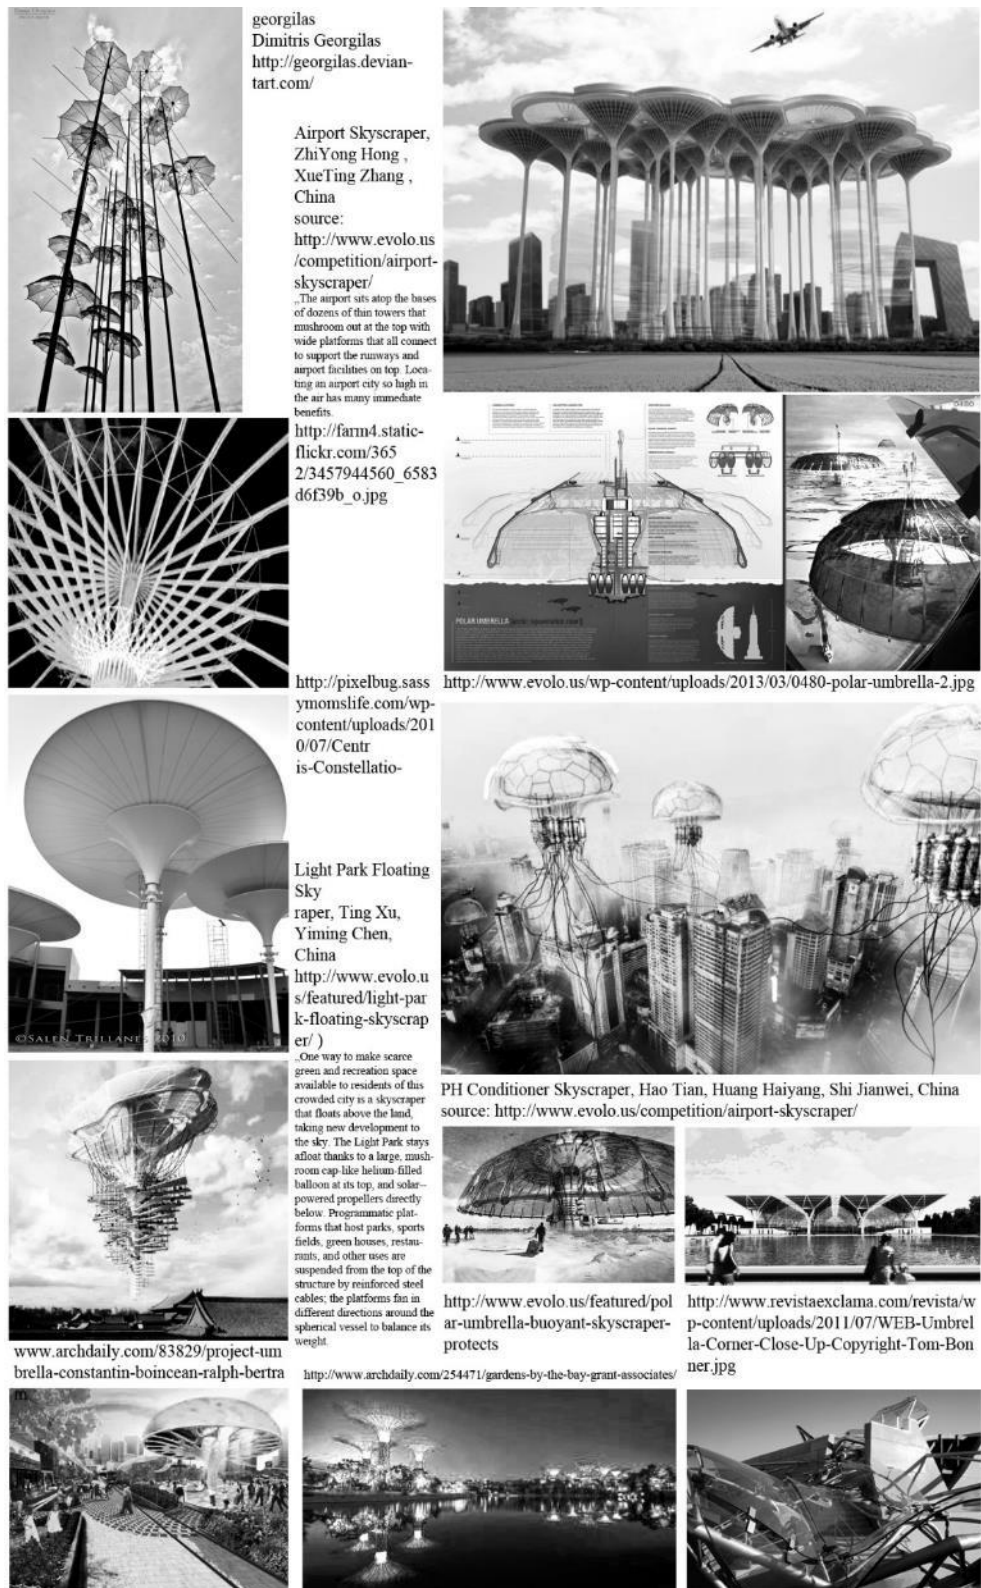 georgilas
Dimitris Georgilas
http://georgilas.devian-
tart.com/
Airport Skyscraper,
ZhiYong Hong ,
XueTing Zhang ,
China
source:
http://www.evolo.us
/competition/airport-
skyscraper/
„The airport sits atop the bases
of dozens of thin towers that
mushroom out at the top with
wide platforms that all connect
to support the runways and
airport facilities on top. Loca-
ting an airport city so high in
the air has many immediate
benefits.
http://farm4.static-
flickr.com/365
2/3457944560_6583
d6f39b_o.jpg
0480
POLAR UMBRELLA
http://pixelbug.sass
ymomslife.com/wp-
content/uploads/201
0/07/Centr
is-Constellatio-
http://www.evolo.us/wp-content/uploads/2013/03/0480-polar-umbrella-2.jpg
©SALEN TRILLANES 2010
Light Park Floating
Sky
raper, Ting Xu,
Yiming Chen,
China
http://www.evolo.u
s/featured/light-par
k-floating-skyscrap
er/ )
„One way to make scarce
green and recreation space
available to residents of this
crowded city is a skyscraper
that floats above the land,
taking new development to
the sky. The Light Park stays
afloat thanks to a large, mush-
room cap-like helium-filled
balloon at its top, and solar--
powered propellers directly
below. Programmatic plat-
forms that host parks, sports
fields, green houses, restau-
rants, and other uses are
suspended from the top of the
structure by reinforced steel
cables; the platforms fan in
different directions around the
spherical vessel to balance its
weight.
PH Conditioner Skyscraper, Hao Tian, Huang Haiyang, Shi Jianwei, China
source: http://www.evolo.us/competition/airport-skyscraper/
http://www.evolo.us/featured/pol
ar-umbrella-buoyant-skyscraper-
protects
http://www.revistaexclama.com/revista/w
p-content/uploads/2011/07/WEB-Umbrel
la-Corner-Close-Up-Copyright-Tom-Bon
ner.jpg
www.archdaily.com/83829/project-um
brella-constantin-boincean-ralph-bertra
m
http://www.archdaily.com/254471/gardens-by-the-bay-grant-associates/